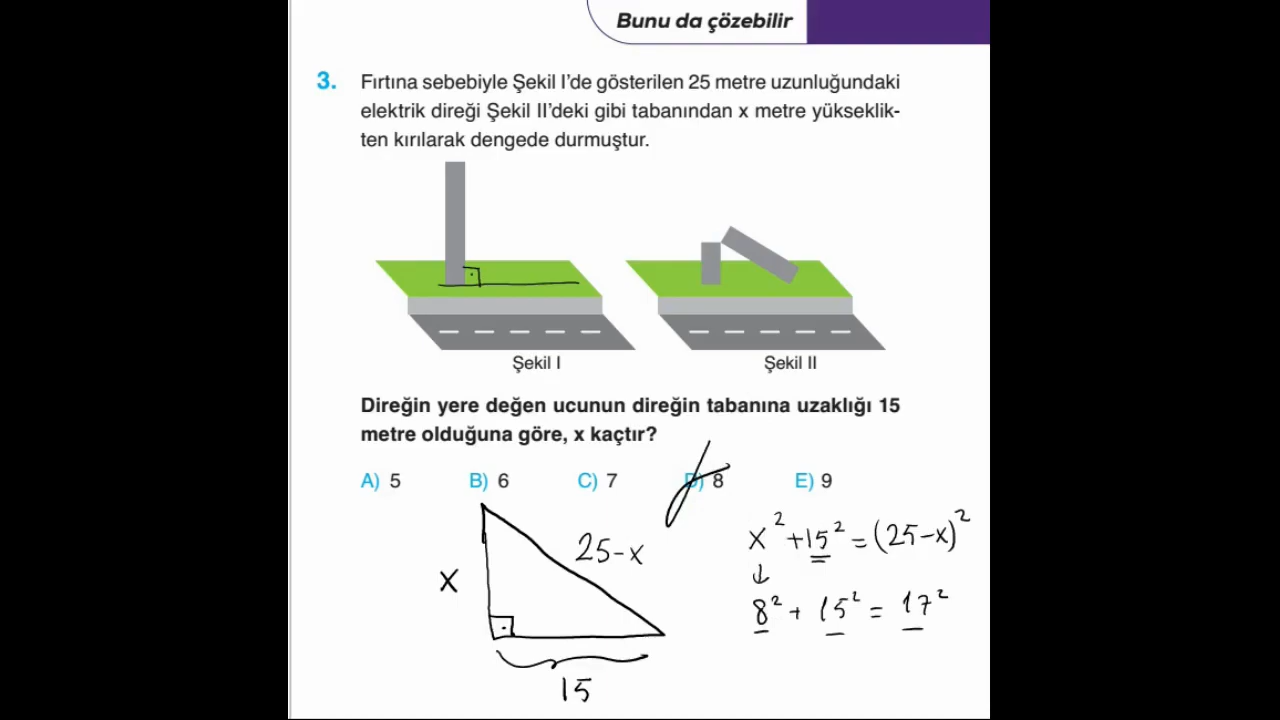 Bunu da çözebilir
3. Fırtına sebebiyle Şekil I'de gösterilen 25 metre uzunluğundaki
elektrik direği Şekil II'deki gibi tabanından x metre yükseklik-
ten kırılarak dengede durmuştur.
Şekil I Şekil II
Direğin yere değen ucunun direğin tabanına uzaklığı 15
metre olduğuna göre, x kaçtır?
A) 5 B) 6 C) 7 D) 8 E) 9
x² + 15² = (25-x)²
25-x
x
↓
8² + 15² = 17²
15